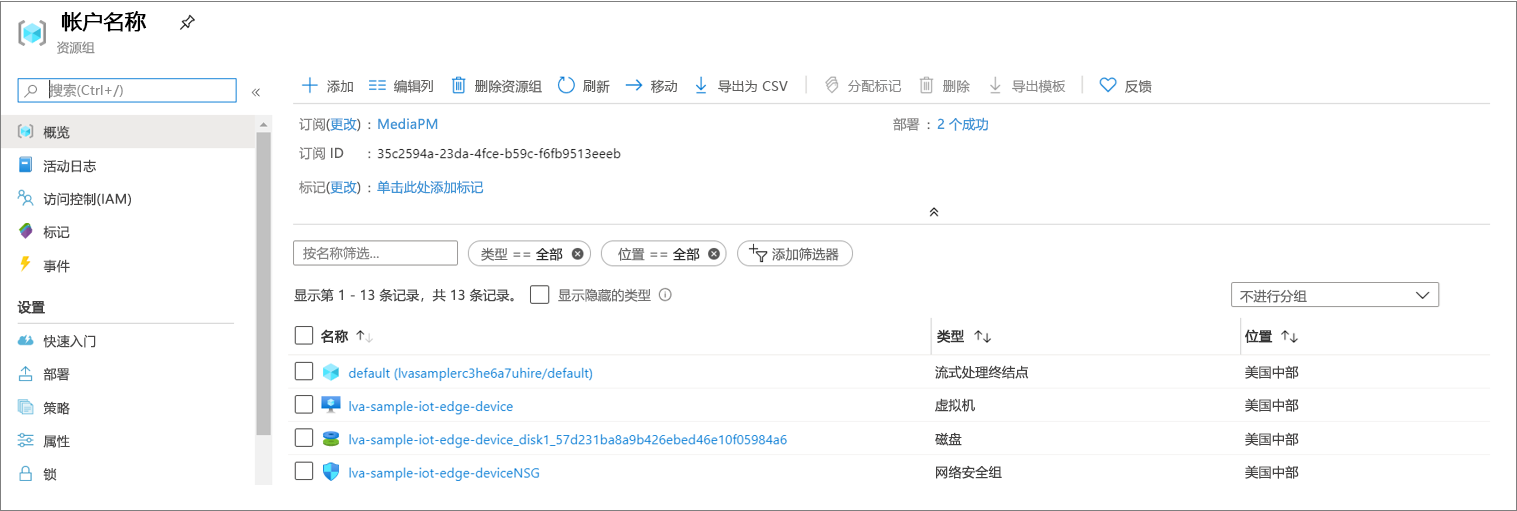 帐户名称
资源组
搜索(Ctrl+/)
«
概览
活动日志
访问控制(IAM)
标记
事件
设置
快速入门
部署
策略
属性
锁
添加 编辑列 删除资源组 刷新 移动 导出为 CSV 分配标记 删除 导出模板 反馈
订阅(更改) : MediaPM 部署 : 2 个成功
订阅 ID : 35c2594a-23da-4fce-b59c-f6fb9513eeeb
标记(更改) : 单击此处添加标记
按名称筛选... 类型 == 全部 位置 == 全部 添加筛选器
显示第 1 - 13 条记录，共 13 条记录。 显示隐藏的类型 不进行分组
名称 类型 位置
default (lvasamplerc3he6a7uhire/default) 流式处理终结点 美国中部
lva-sample-iot-edge-device 虚拟机 美国中部
lva-sample-iot-edge-device_disk1_57d231ba8a9b426ebed46e10f05984a6 磁盘 美国中部
lva-sample-iot-edge-deviceNSG 网络安全组 美国中部